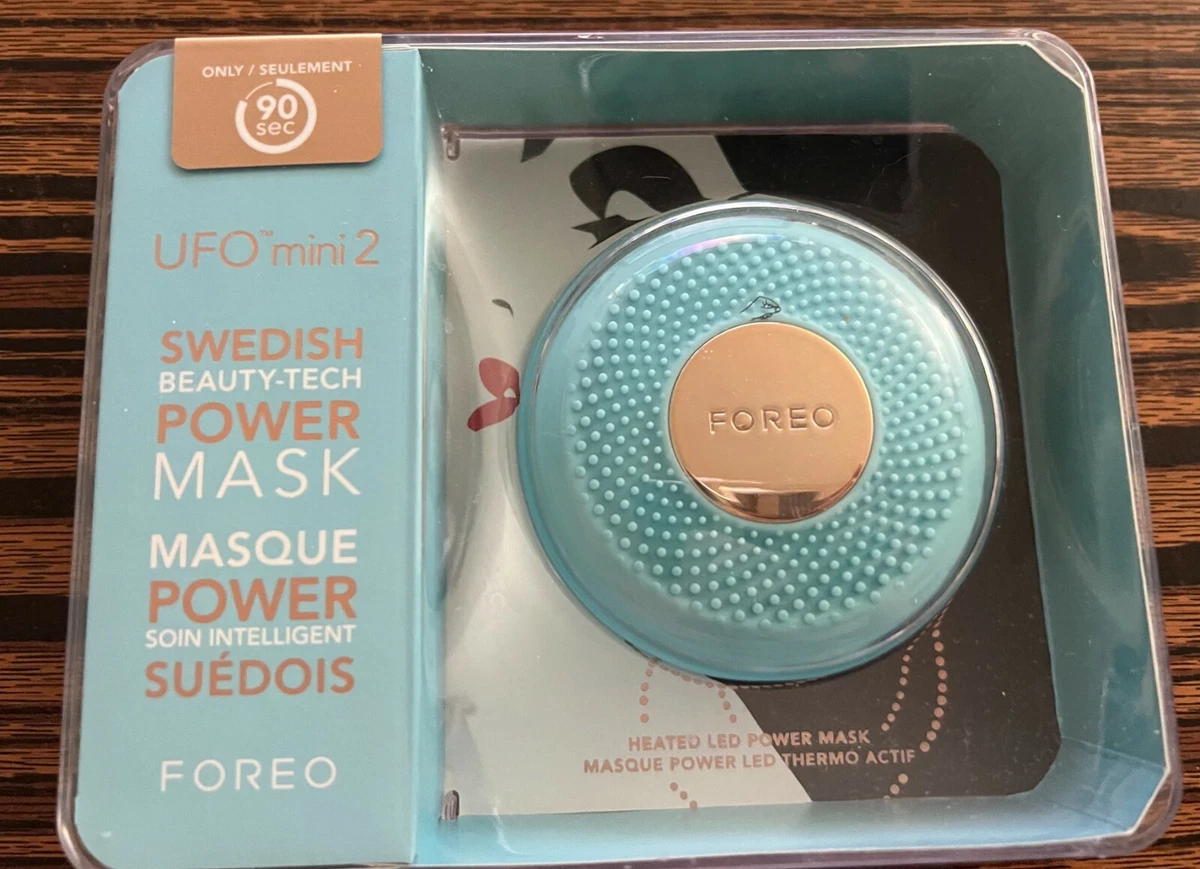 ONLY / SEULEMENT
90
sec
UFO™ mini 2
SWEDISH
BEAUTY-TECH
POWER
MASK
MASQUE
POWER
SOIN INTELLIGENT
SUÉDOIS
FOREO
FOREO
HEATED LED POWER MASK
MASQUE POWER LED THERMO ACTIF